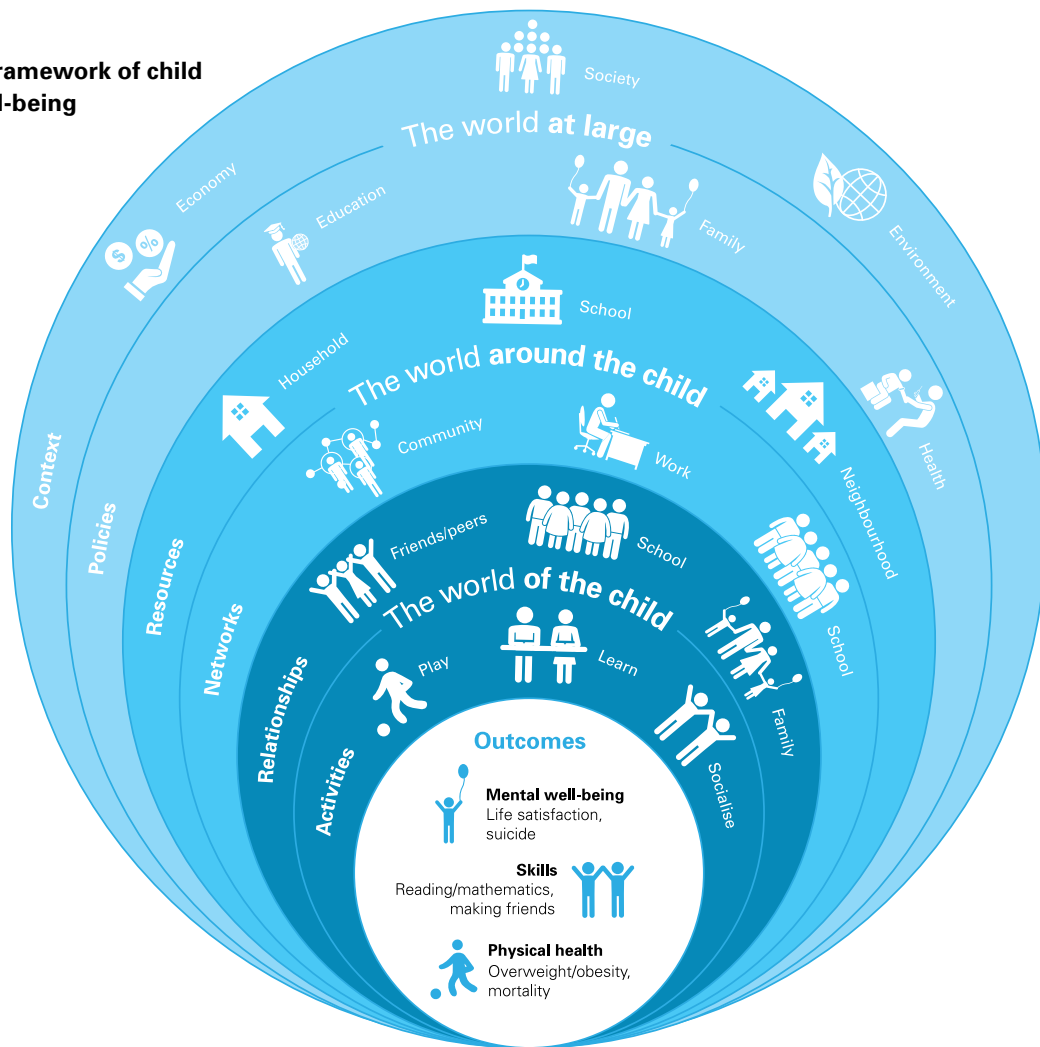 ramework of child
-being
Society
The world at large
Economy
Education
Family
Environment
School
Household
The world around the child
Community
Work
Neighbourhood
Health
Context
Policies
Resources
Networks
Friends/peers
School
School
The world of the child
Play
Learn
Family
Socialise
Relationships
Activities
Outcomes
Mental well-being
Life satisfaction,
suicide
Skills
Reading/mathematics,
making friends
Physical health
Overweight/obesity,
mortality
$
%